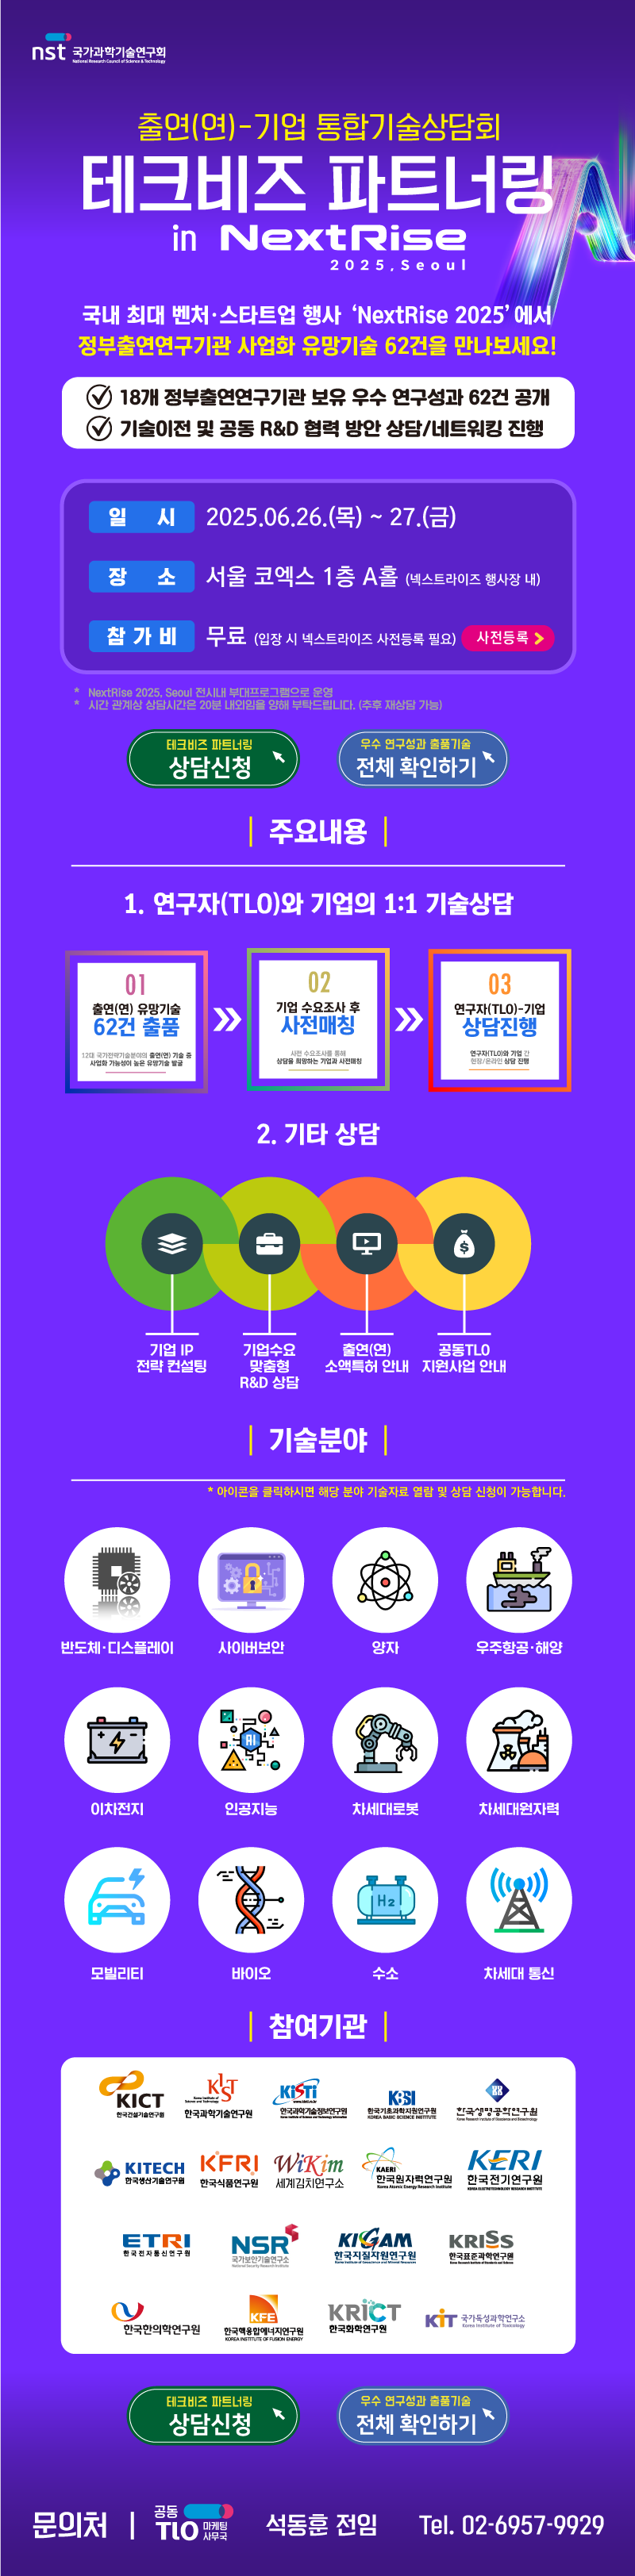 nst 국가과학기술연구회
National Research Council of Science & Technology
출연(연)-기업 통합기술상담회
테크비즈 파트너링
in NextRise
2025, Seoul
국내 최대 벤처·스타트업 행사 ‘NextRise 2025’에서
정부출연연구기관 사업화 유망기술 62건을 만나보세요!
18개 정부출연연구기관 보유 우수 연구성과 62건 공개
기술이전 및 공동 R&D 협력 방안 상담/네트워킹 진행
일 시 2025.06.26.(목) ~ 27.(금)
장 소 서울 코엑스 1층 A홀 (넥스트라이즈 행사장 내)
참 가 비 무료 (입장 시 넥스트라이즈 사전등록 필요) 사전등록 >
* NextRise 2025, Seoul 전시내 부대프로그램으로 운영
* 시간 관계상 상담시간은 20분 내외임을 양해 부탁드립니다. (추후 재상담 가능)
테크비즈 파트너링
상담신청
우수 연구성과 출품기술
전체 확인하기
주요내용
1. 연구자(TLO)와 기업의 1:1 기술상담
01
출연(연) 유망기술
62건 출품
12대 국가전략기술분야의 출연(연) 기술 중
사업화 가능성이 높은 유망기술 발굴
02
기업 수요조사 후
사전매칭
사전 수요조사를 통해
상담을 희망하는 기업과 사전매칭
03
연구자(TLO)-기업
상담진행
연구자(TLO)와 기업 간
현장/온라인 상담 진행
2. 기타 상담
기업 IP
전략 컨설팅
기업수요
맞춤형
R&D 상담
출연(연)
소액특허 안내
공동TLO
지원사업 안내
기술분야
* 아이콘을 클릭하시면 해당 분야 기술자료 열람 및 상담 신청이 가능합니다.
반도체·디스플레이
사이버보안
양자
우주항공·해양
AI
이차전지
인공지능
차세대로봇
차세대원자력
H2
모빌리티
바이오
수소
차세대 통신
참여기관
KICT
한국건설기술연구원
KIST
한국과학기술연구원
KiSTi
한국과학기술정보연구원
KBSI
한국기초과학지원연구원
KOREA BASIC SCIENCE INSTITUTE
한국생명공학연구원
KITECH
한국생산기술연구원
KFRI
한국식품연구원
WiKim
세계김치연구소
KAERI
한국원자력연구원
Korea Atomic Energy Research Institute
KERI
한국전기연구원
KOREA ELECTROTECHNOLOGY RESEARCH INSTITUTE
ETRI
한국전자통신연구원
NSR
국가보안기술연구소
National Security Research Institute
KIGAM
한국지질자원연구원
KRISS
한국표준과학연구원
한국한의학연구원
KFE
한국핵융합에너지연구원
KOREA INSTITUTE OF FUSION ENERGY
KRICT
한국화학연구원
KIT 국가독성과학연구소
Korea Institute of Toxicology
테크비즈 파트너링
상담신청
우수 연구성과 출품기술
전체 확인하기
문의처 | 공동 TLO 마케팅 사무국 석동훈 전임 Tel. 02-6957-9929